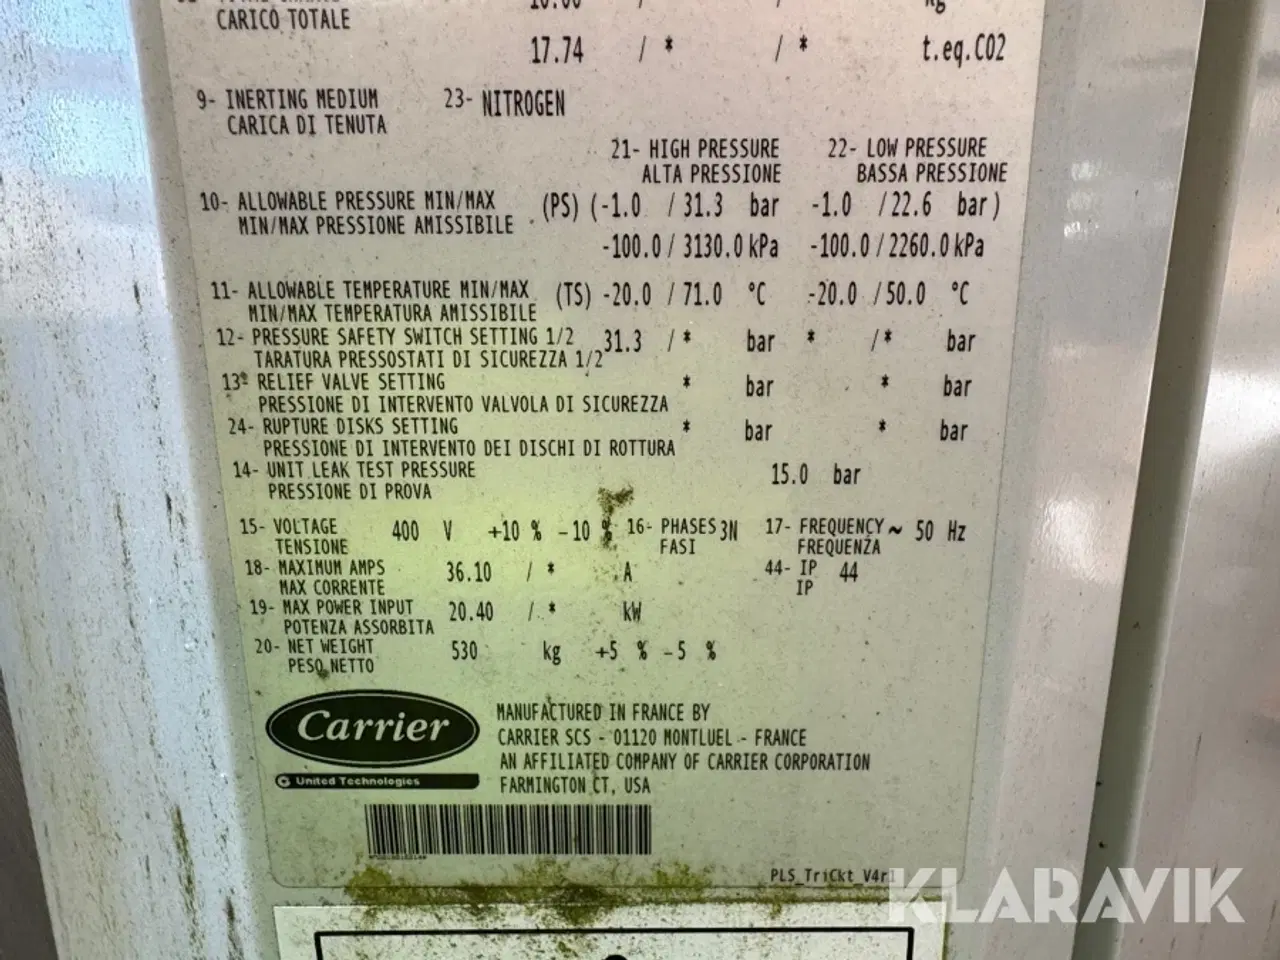 CARICO TOTALE
17.74 / * / * t.eq.CO2
9- INERTING MEDIUM 23- NITROGEN
CARICA DI TENUTA
21- HIGH PRESSURE 22- LOW PRESSURE
ALTA PRESSIONE BASSA PRESSIONE
10- ALLOWABLE PRESSURE MIN/MAX (PS) (-1.0 / 31.3 bar -1.0 / 22.6 bar)
MIN/MAX PRESSIONE AMISSIBILE
-100.0 / 3130.0 kPa -100.0 / 2260.0 kPa
11- ALLOWABLE TEMPERATURE MIN/MAX (TS) -20.0 / 71.0 °C -20.0 / 50.0 °C
MIN/MAX TEMPERATURA AMISSIBILE
12- PRESSURE SAFETY SWITCH SETTING 1/2 31.3 / * bar * / * bar
TARATURA PRESSOSTATI DI SICUREZZA 1/2
13- RELIEF VALVE SETTING * bar * bar
PRESSIONE DI INTERVENTO VALVOLA DI SICUREZZA
24- RUPTURE DISKS SETTING * bar * bar
PRESSIONE DI INTERVENTO DEI DISCHI DI ROTTURA
14- UNIT LEAK TEST PRESSURE 15.0 bar
PRESSIONE DI PROVA
15- VOLTAGE 400 V +10 % -10 % 16- PHASES 3N 17- FREQUENCY ~ 50 Hz
TENSIONE FASI FREQUENZA
18- MAXIMUM AMPS 36.10 / * A 44- IP 44
MAX CORRENTE IP
19- MAX POWER INPUT 20.40 / * kW
POTENZA ASSORBITA
20- NET WEIGHT 530 kg +5 % -5 %
PESO NETTO
Carrier
United Technologies
MANUFACTURED IN FRANCE BY
CARRIER SCS - 01120 MONTLUEL - FRANCE
AN AFFILIATED COMPANY OF CARRIER CORPORATION
FARMINGTON CT, USA
PLS_TriCkt_V4r1
KLARAVIK